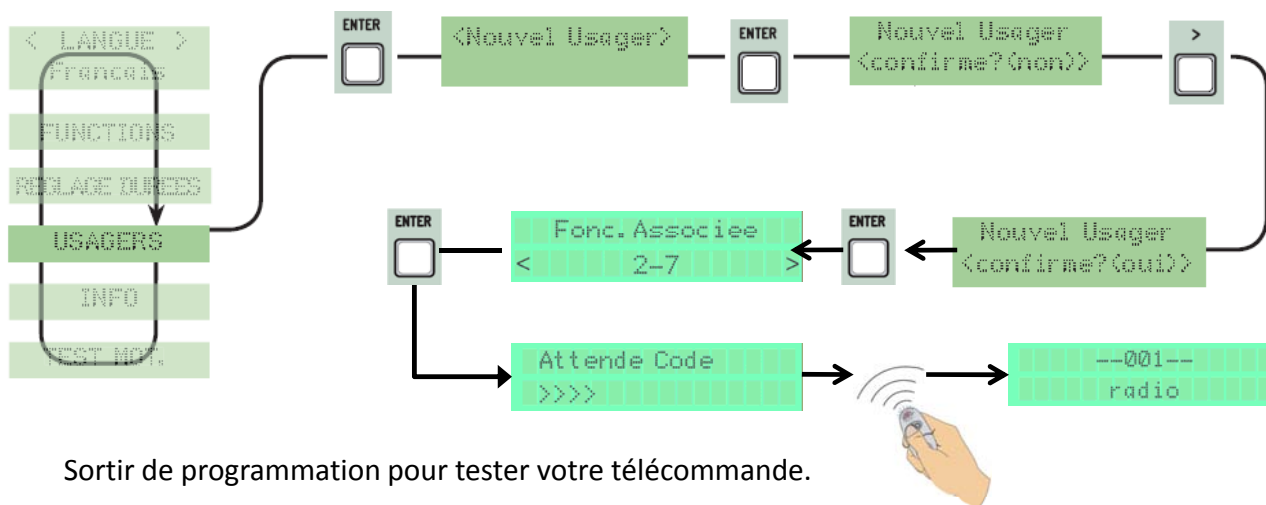 < LANGUE >
Francais
FUNCTIONS
REGLAGE DUREES
USAGERS
INFO
TEST MOT.
ENTER
<Nouvel Usager>
ENTER
Nouvel Usager
<confirme?(non)>
>
Nouvel Usager
<confirme?(oui)>
ENTER
Fonc. Associee
< 2-7 >
ENTER
Attende Code
>>>>
--001--
radio
Sortir de programmation pour tester votre télécommande.